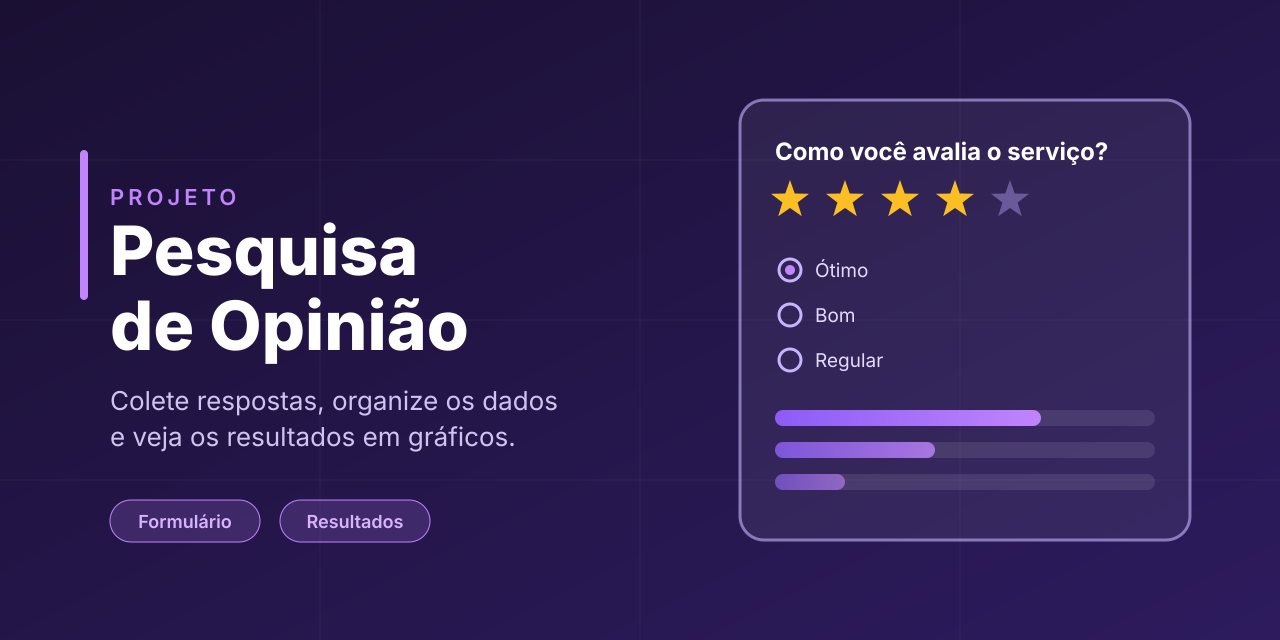 PROJETO
Pesquisa
de Opinião
Colete respostas, organize os dados
e veja os resultados em gráficos.
Formulário
Resultados
Como você avalia o serviço?
Ótimo
Bom
Regular